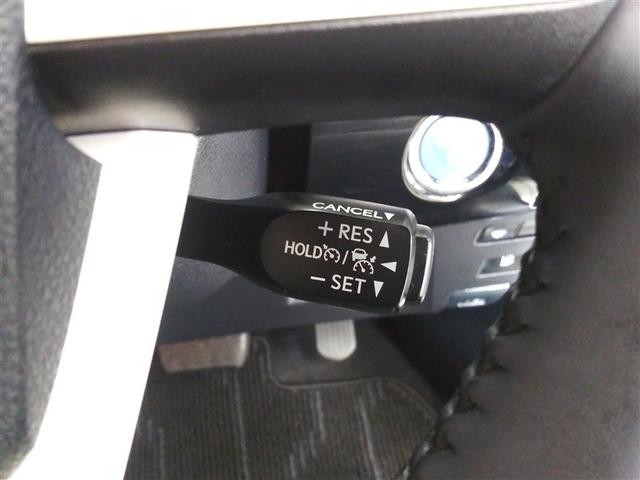 CANCEL▼
+ RES ▲
HOLD / ◀
− SET ▼